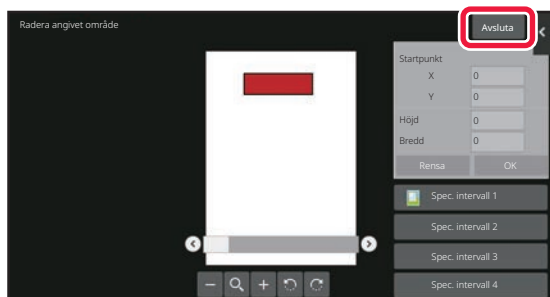 Radera angivet område
Avsluta
Startpunkt
X 0
Y 0
Höjd 0
Bredd 0
Rensa OK
Spec. intervall 1
Spec. intervall 2
Spec. intervall 3
Spec. intervall 4